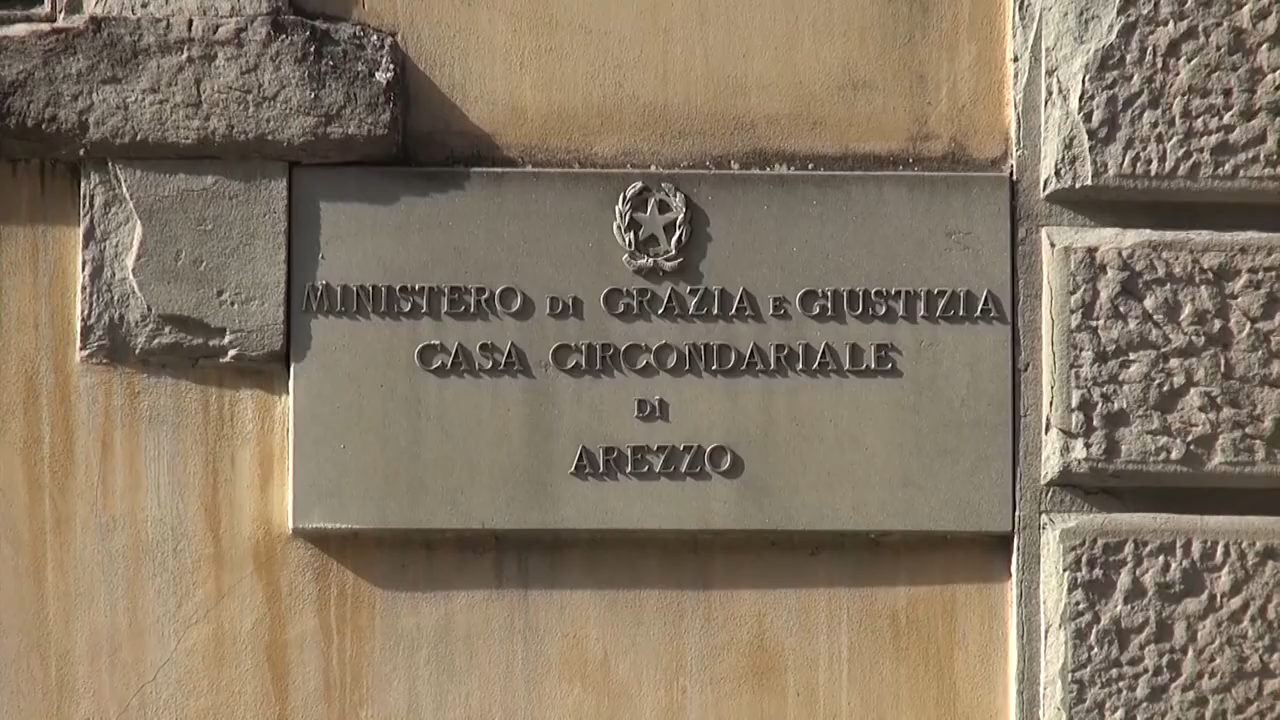 MINISTERO DI GRAZIA E GIUSTIZIA
CASA CIRCONDARIALE
DI
AREZZO